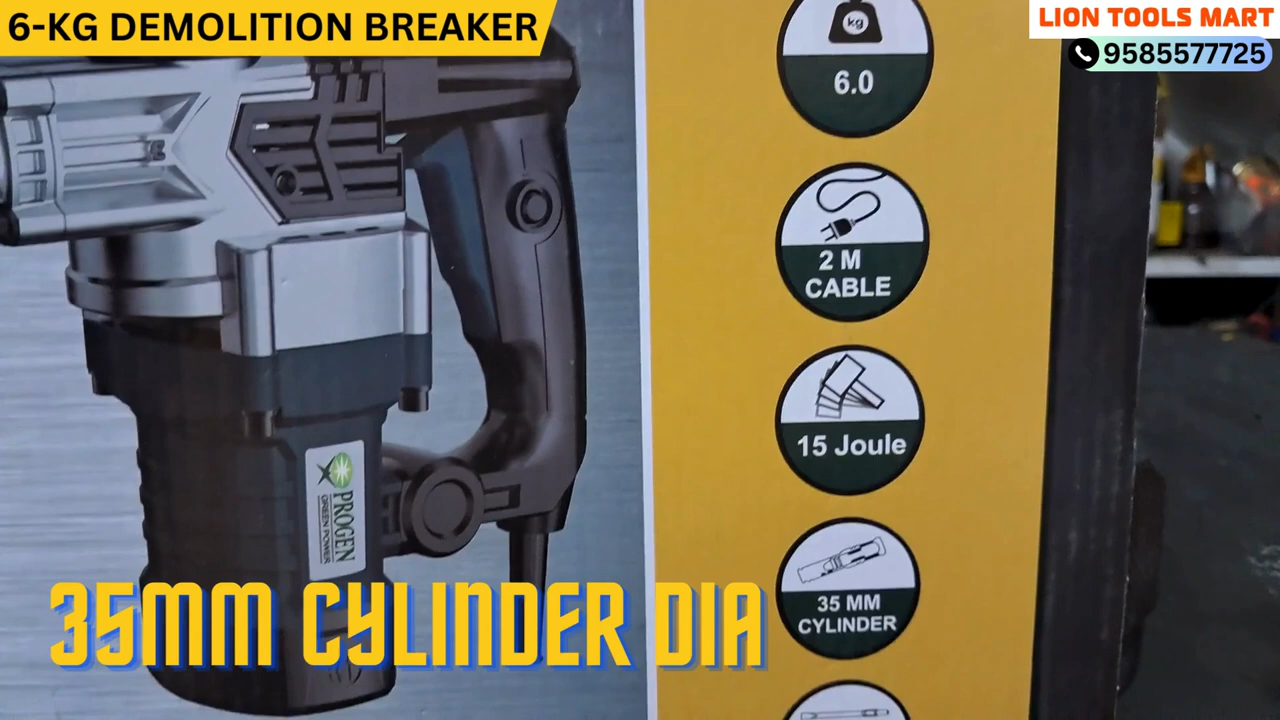 6-KG DEMOLITION BREAKER
LION TOOLS MART
9585577725
kg
6.0
2 M
CABLE
15 Joule
35 MM
CYLINDER
PROGEN
GREEN POWER
35MM CYLINDER DIA